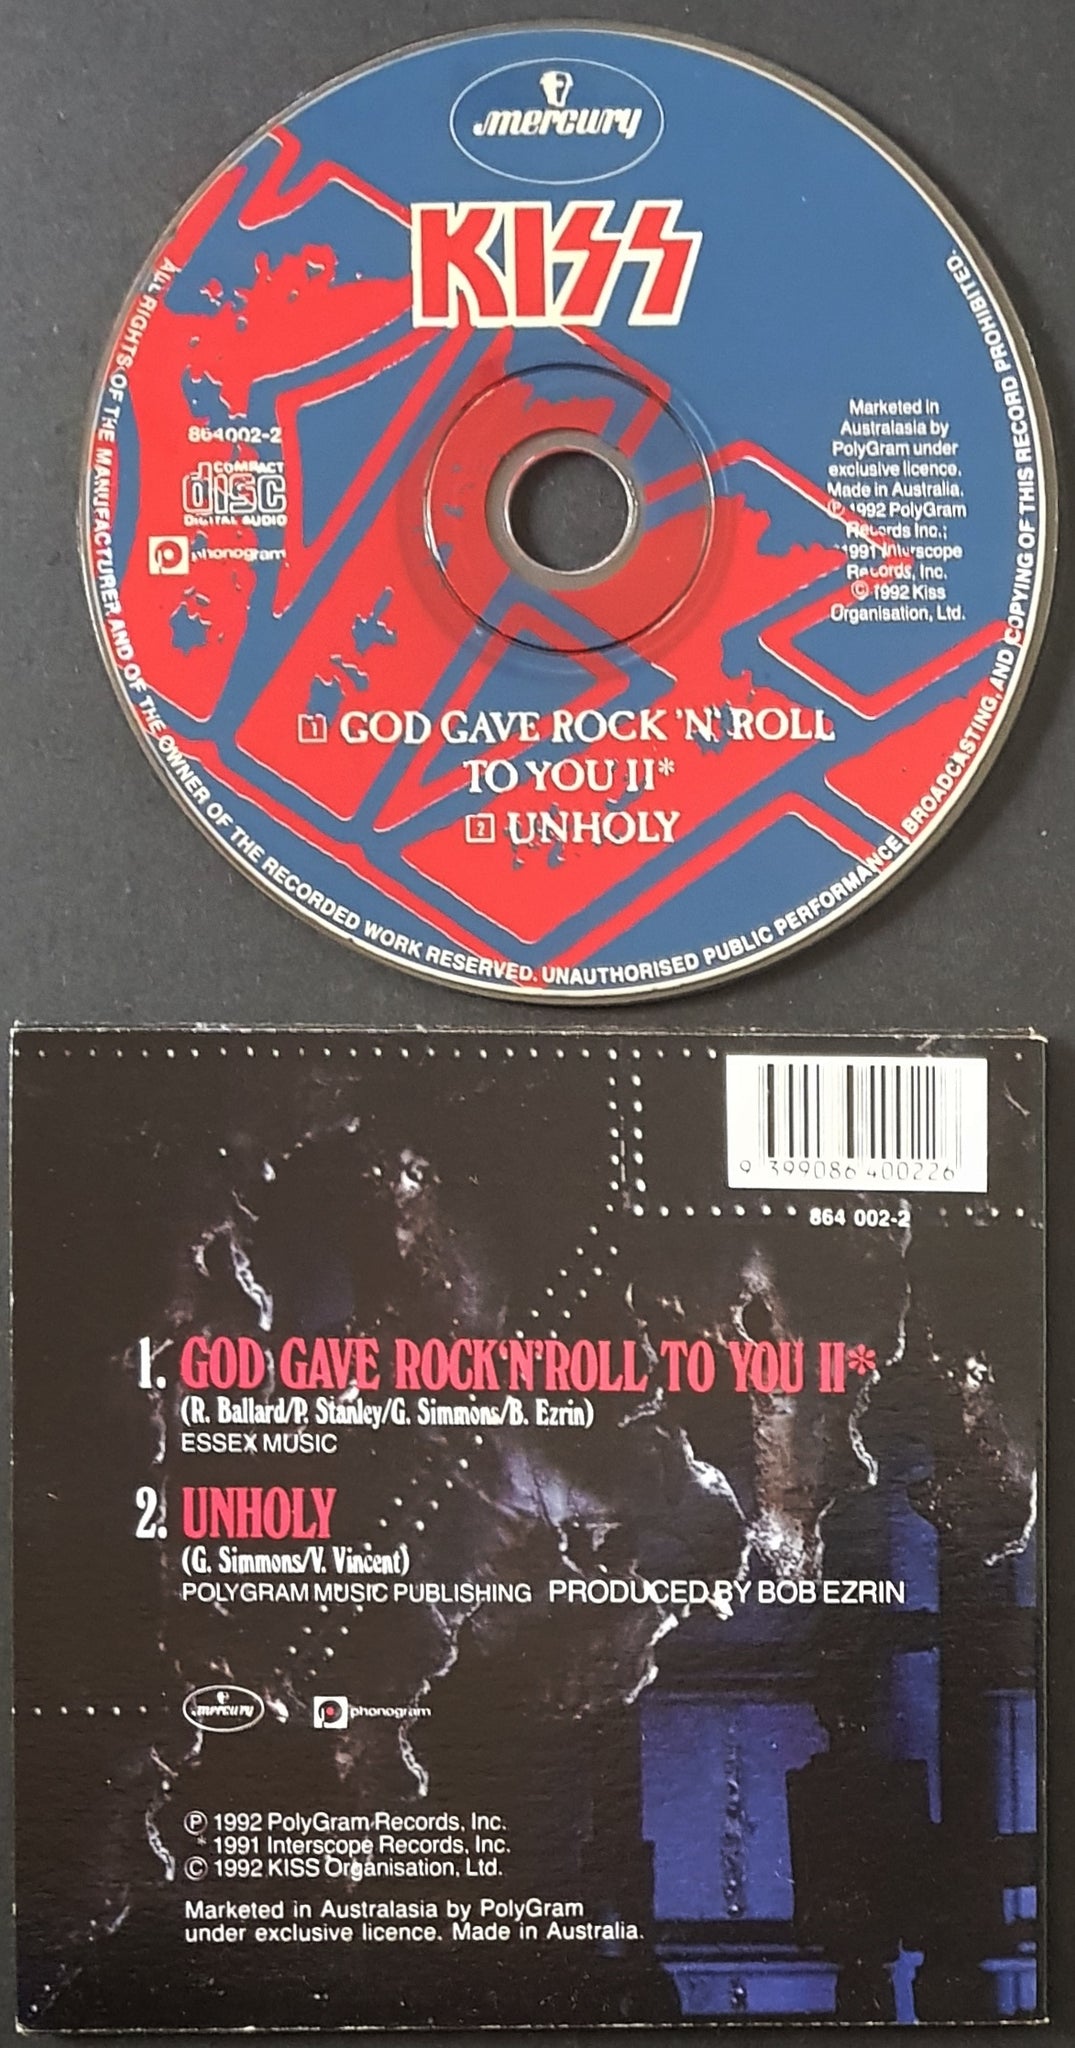 mercury
KISS
ALL RIGHTS OF THE MANUFACTURER AND OF THE OWNER OF THE RECORDED WORK RESERVED. UNAUTHORISED PUBLIC PERFORMANCE, BROADCASTING, AND COPYING OF THIS RECORD PROHIBITED.
864 002-2
COMPACT
disc
DIGITAL AUDIO
phonogram
Marketed in
Australasia by
PolyGram under
exclusive licence.
Made in Australia.
℗ 1992 PolyGram
Records Inc.;
*1991 Interscope
Records, Inc.
© 1992 Kiss
Organisation, Ltd.
1 GOD GAVE ROCK 'N' ROLL
TO YOU II*
2 UNHOLY
9 399086 400226
864 002-2
1. GOD GAVE ROCK 'N' ROLL TO YOU II*
(R. Ballard/P. Stanley/G. Simmons/B. Ezrin)
ESSEX MUSIC
2. UNHOLY
(G. Simmons/V. Vincent)
POLYGRAM MUSIC PUBLISHING PRODUCED BY BOB EZRIN
mercury phonogram
℗ 1992 PolyGram Records, Inc.
* 1991 Interscope Records, Inc.
© 1992 KISS Organisation, Ltd.
Marketed in Australasia by PolyGram
under exclusive licence. Made in Australia.